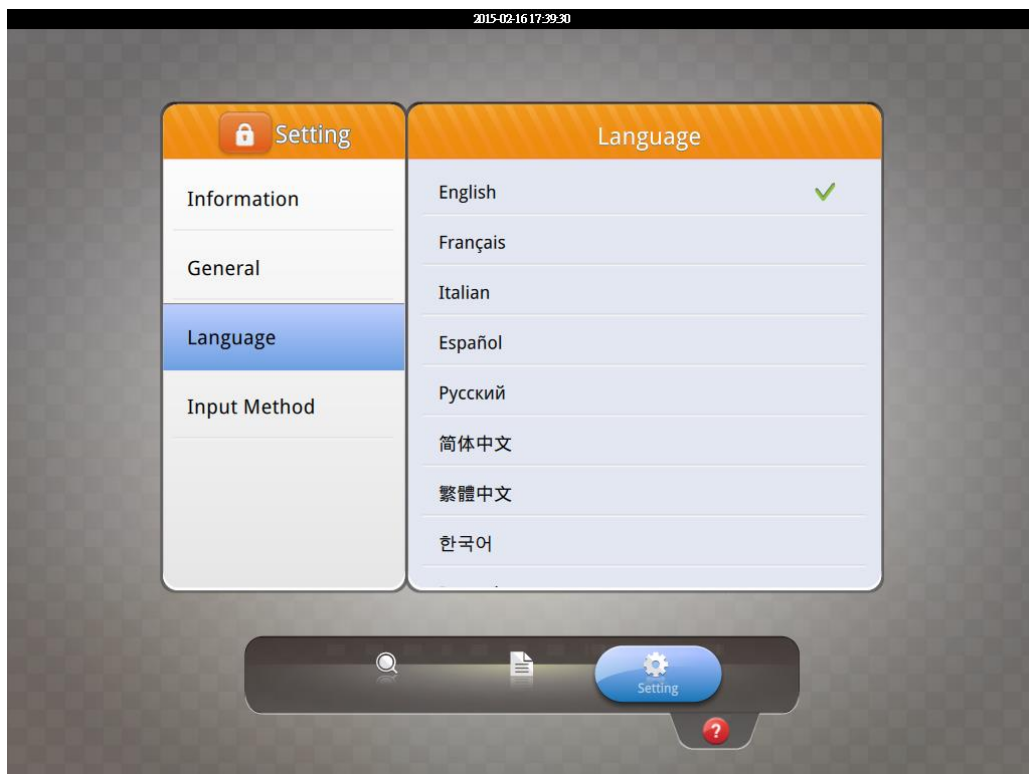 2015-02-16 17:39:30
Setting
Information
General
Language
Input Method
Language
English
Français
Italian
Español
Русский
简体中文
繁體中文
한국어
Setting
?